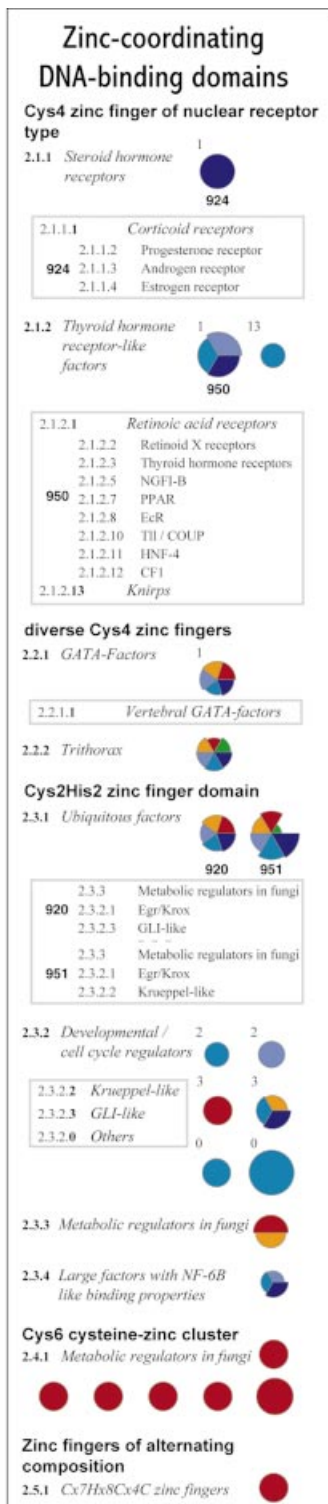 Zinc-coordinating
DNA-binding domains
Cys4 zinc finger of nuclear receptor
type
2.1.1 Steroid hormone
receptors
1
924
2.1.1.1 Corticoid receptors
2.1.1.2 Progesterone receptor
924 2.1.1.3 Androgen receptor
2.1.1.4 Estrogen receptor
2.1.2 Thyroid hormone
receptor-like
factors
1 13
950
2.1.2.1 Retinoic acid receptors
2.1.2.2 Retinoid X receptors
2.1.2.3 Thyroid hormone receptors
2.1.2.5 NGFI-B
950 2.1.2.7 PPAR
2.1.2.8 EcR
2.1.2.10 Tll / COUP
2.1.2.11 HNF-4
2.1.2.12 CF1
2.1.2.13 Knirps
diverse Cys4 zinc fingers
2.2.1 GATA-Factors
1
2.2.1.1 Vertebral GATA-factors
2.2.2 Trithorax
Cys2His2 zinc finger domain
2.3.1 Ubiquitous factors
920 951
2.3.3 Metabolic regulators in fungi
920 2.3.2.1 Egr/Krox
2.3.2.3 GLI-like
- - -
2.3.3 Metabolic regulators in fungi
951 2.3.2.1 Egr/Krox
2.3.2.2 Krueppel-like
2.3.2 Developmental /
cell cycle regulators
2 2
2.3.2.2 Krueppel-like
2.3.2.3 GLI-like
2.3.2.0 Others
3 3
0 0
2.3.3 Metabolic regulators in fungi
2.3.4 Large factors with NF-6B
like binding properties
Cys6 cysteine-zinc cluster
2.4.1 Metabolic regulators in fungi
Zinc fingers of alternating
composition
2.5.1 Cx7Hx8Cx4C zinc fingers